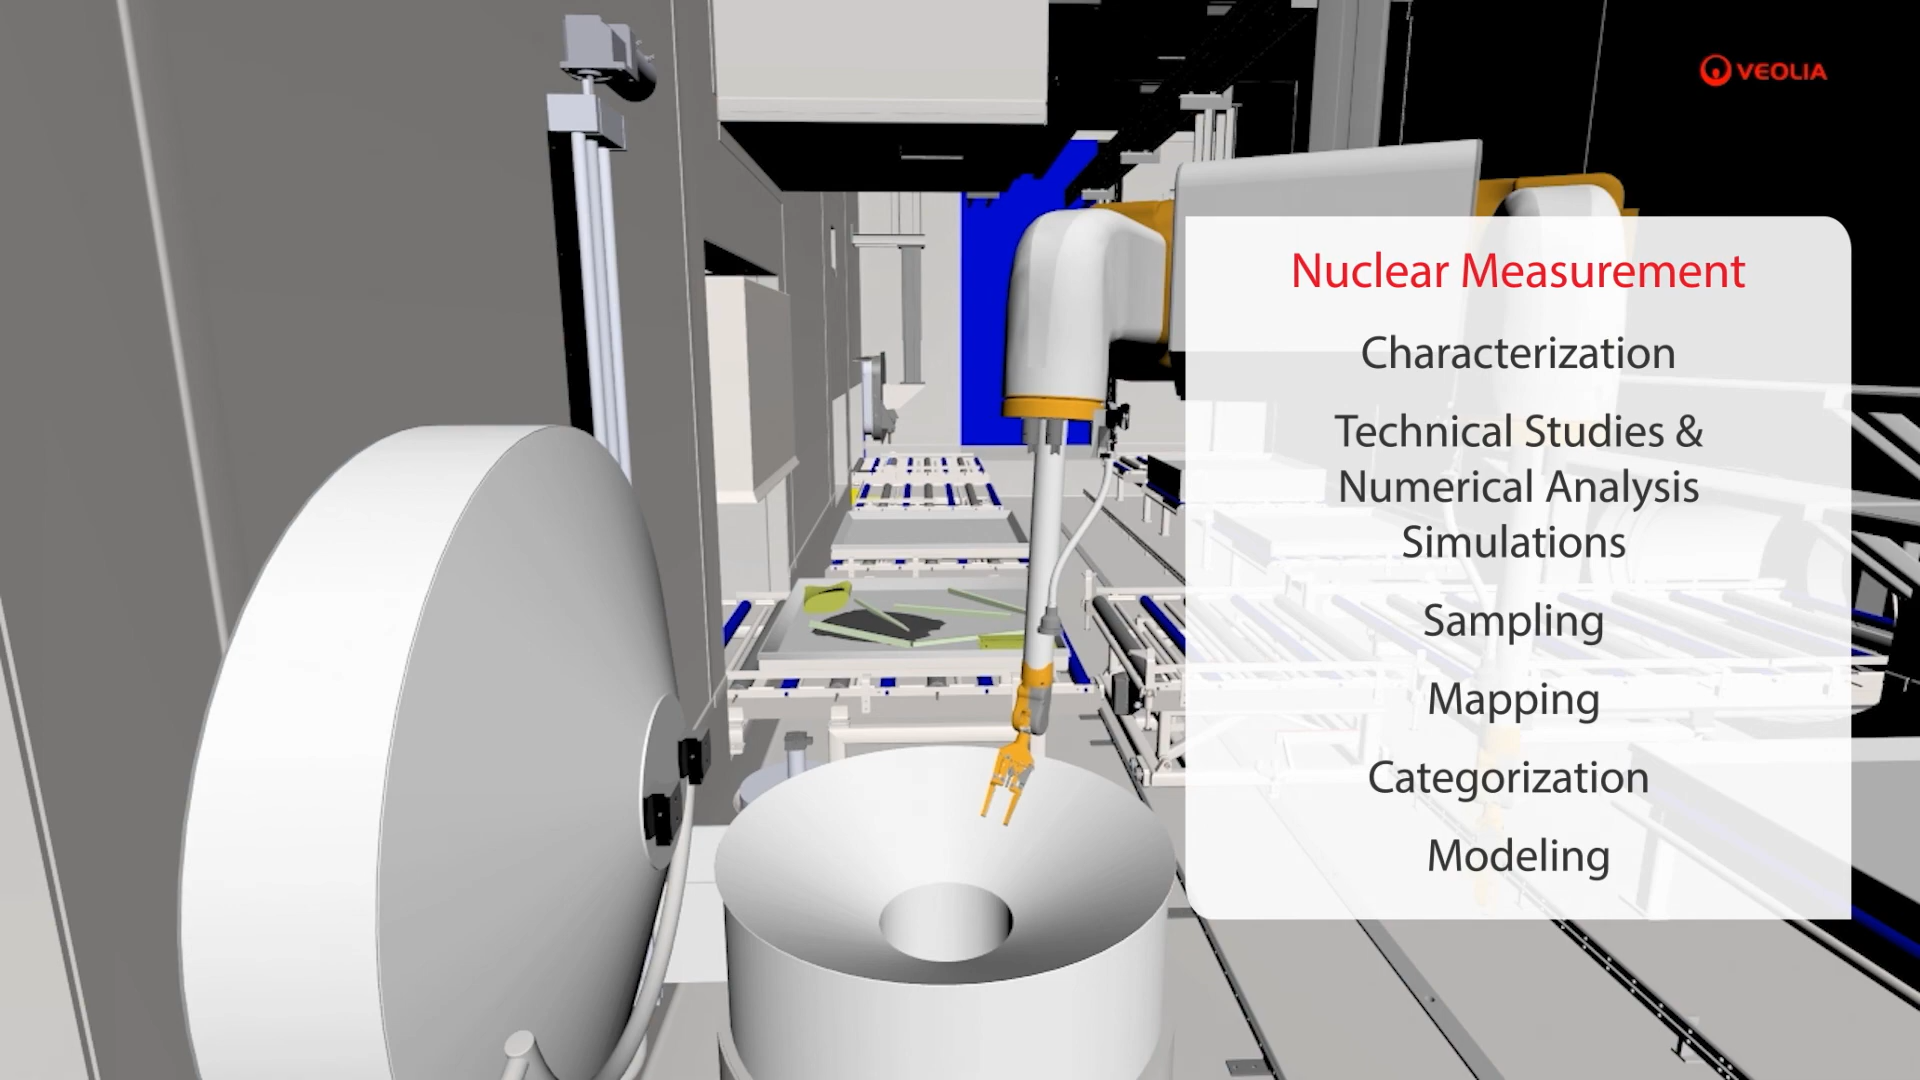 VEOLIA
Nuclear Measurement
Characterization
Technical Studies &
Numerical Analysis
Simulations
Sampling
Mapping
Categorization
Modeling